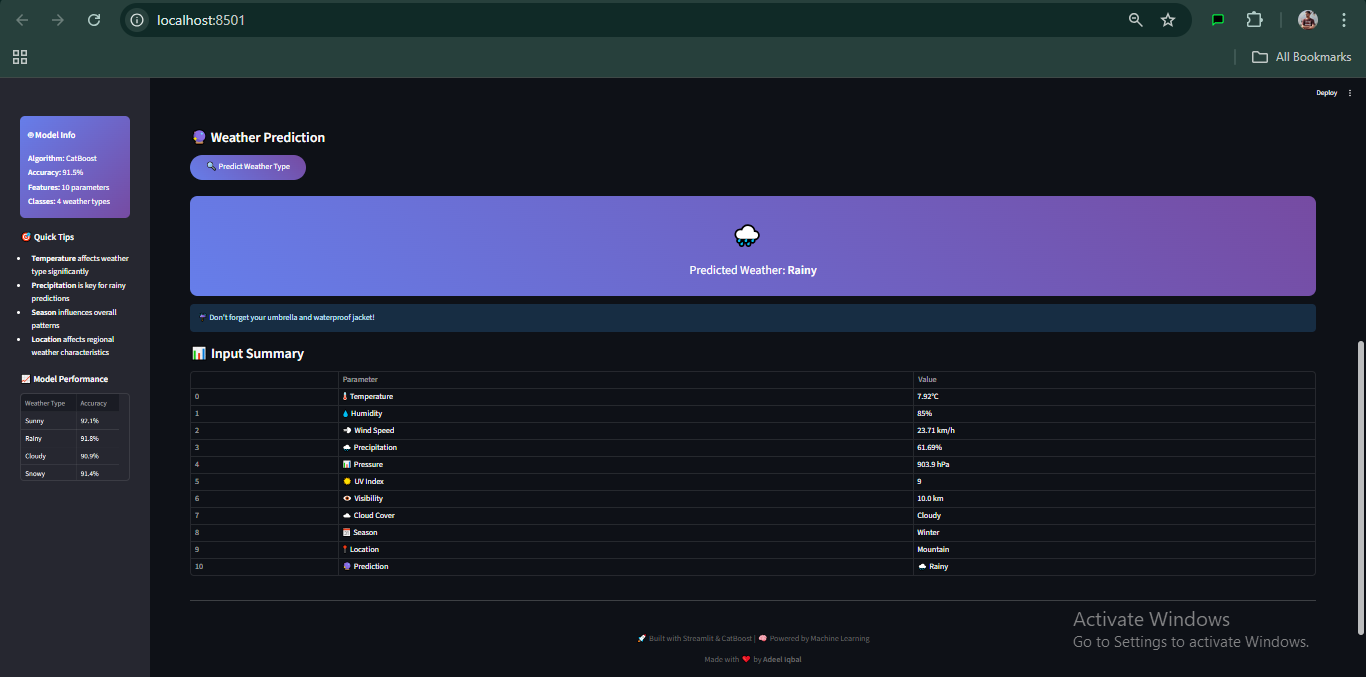 localhost:8501
All Bookmarks
Deploy
Model Info
Algorithm: CatBoost
Accuracy: 91.5%
Features: 10 parameters
Classes: 4 weather types
Quick Tips
Temperature affects weather
type significantly
Precipitation is key for rainy
predictions
Season influences overall
patterns
Location affects regional
weather characteristics
Model Performance
Weather Type Accuracy
Sunny 92.1%
Rainy 91.8%
Cloudy 90.9%
Snowy 91.4%
Weather Prediction
Predict Weather Type
Predicted Weather: Rainy
Don't forget your umbrella and waterproof jacket!
Input Summary
Parameter Value
0 Temperature 7.92°C
1 Humidity 85%
2 Wind Speed 23.71 km/h
3 Precipitation 61.69%
4 Pressure 903.9 hPa
5 UV Index 9
6 Visibility 10.0 km
7 Cloud Cover Cloudy
8 Season Winter
9 Location Mountain
10 Prediction Rainy
Built with Streamlit & CatBoost | Powered by Machine Learning
Made with ❤️ by Adeel Iqbal
Activate Windows
Go to Settings to activate Windows.